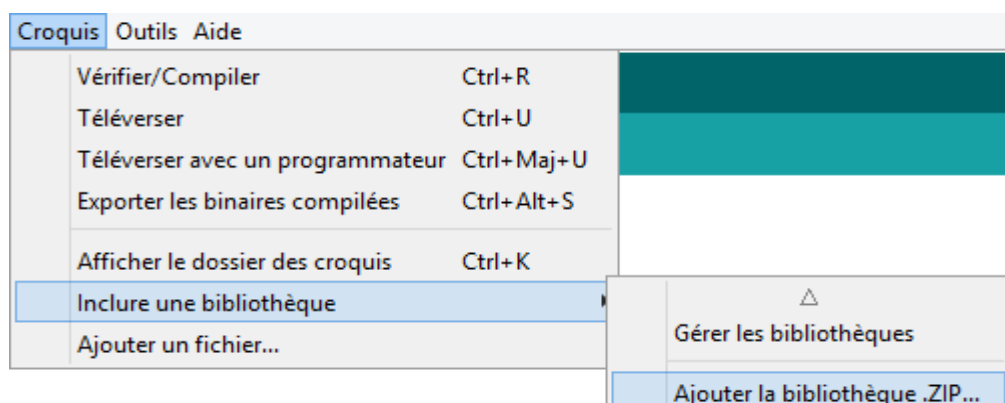 Croquis Outils Aide
Vérifier/Compiler Ctrl+R
Téléverser Ctrl+U
Téléverser avec un programmateur Ctrl+Maj+U
Exporter les binaires compilées Ctrl+Alt+S
Afficher le dossier des croquis Ctrl+K
Inclure une bibliothèque
Ajouter un fichier...
Gérer les bibliothèques
Ajouter la bibliothèque .ZIP...